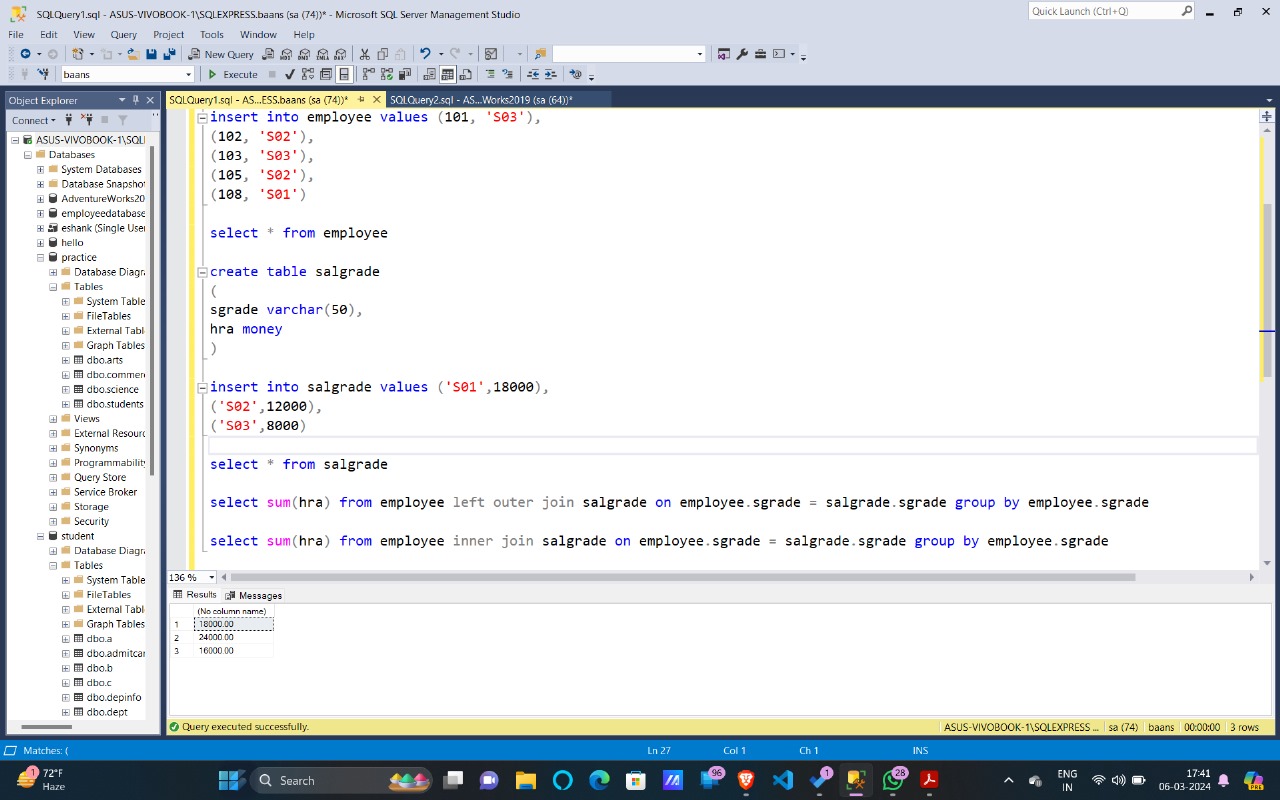 SQLQuery1.sql - ASUS-VIVOBOOK-1\SQLEXPRESS.baans (sa (74))* - Microsoft SQL Server Management Studio
Quick Launch (Ctrl+Q)
File Edit View Query Project Tools Window Help
New Query
baans
Execute
Object Explorer
SQLQuery1.sql - AS...ESS.baans (sa (74))*
SQLQuery2.sql - AS...Works2019 (sa (64))*
Connect
ASUS-VIVOBOOK-1\SQL
Databases
System Databases
Database Snapshot
AdventureWorks20
employeedatabase
eshank (Single User
hello
practice
Database Diagr
Tables
System Table
FileTables
External Tabl
Graph Tables
dbo.arts
dbo.commer
dbo.science
dbo.students
Views
External Resourc
Synonyms
Programmability
Query Store
Service Broker
Storage
Security
student
Database Diagr
Tables
System Table
FileTables
External Tabl
Graph Tables
dbo.a
dbo.admitcar
dbo.b
dbo.c
dbo.depinfo
dbo.dept
insert into employee values (101, 'S03'),
(102, 'S02'),
(103, 'S03'),
(105, 'S02'),
(108, 'S01')
select * from employee
create table salgrade
(
sgrade varchar(50),
hra money
)
insert into salgrade values ('S01',18000),
('S02',12000),
('S03',8000)
select * from salgrade
select sum(hra) from employee left outer join salgrade on employee.sgrade = salgrade.sgrade group by employee.sgrade
select sum(hra) from employee inner join salgrade on employee.sgrade = salgrade.sgrade group by employee.sgrade
136 %
Results Messages
(No column name)
1 18000.00
2 24000.00
3 16000.00
Query executed successfully.
ASUS-VIVOBOOK-1\SQLEXPRESS ... sa (74) baans 00:00:00 3 rows
Matches: (
Ln 27 Col 1 Ch 1 INS
1
72°F
Haze
Search
96
1
28
ENG
IN
17:41
06-03-2024
PRE